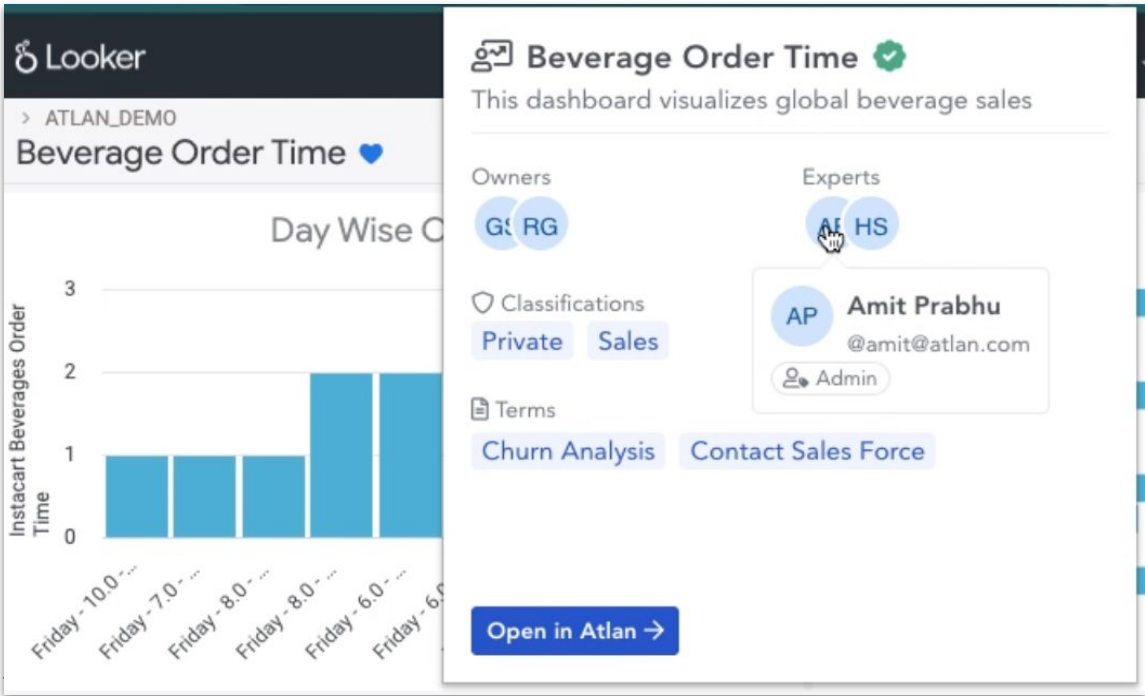 Looker
> ATLAN_DEMO
Beverage Order Time
Day Wise
3
2
1
0
Instacart Beverages Order
Time
Friday - 10.0 - ...
Friday - 7.0 - ...
Friday - 8.0 - ...
Friday - 8.0 - ...
Friday - 6.0 - ...
Friday -
Beverage Order Time
This dashboard visualizes global beverage sales
Owners
GS RG
Experts
HS
AP
Amit Prabhu
@amit@atlan.com
Admin
Classifications
Private Sales
Terms
Churn Analysis Contact Sales Force
Open in Atlan →